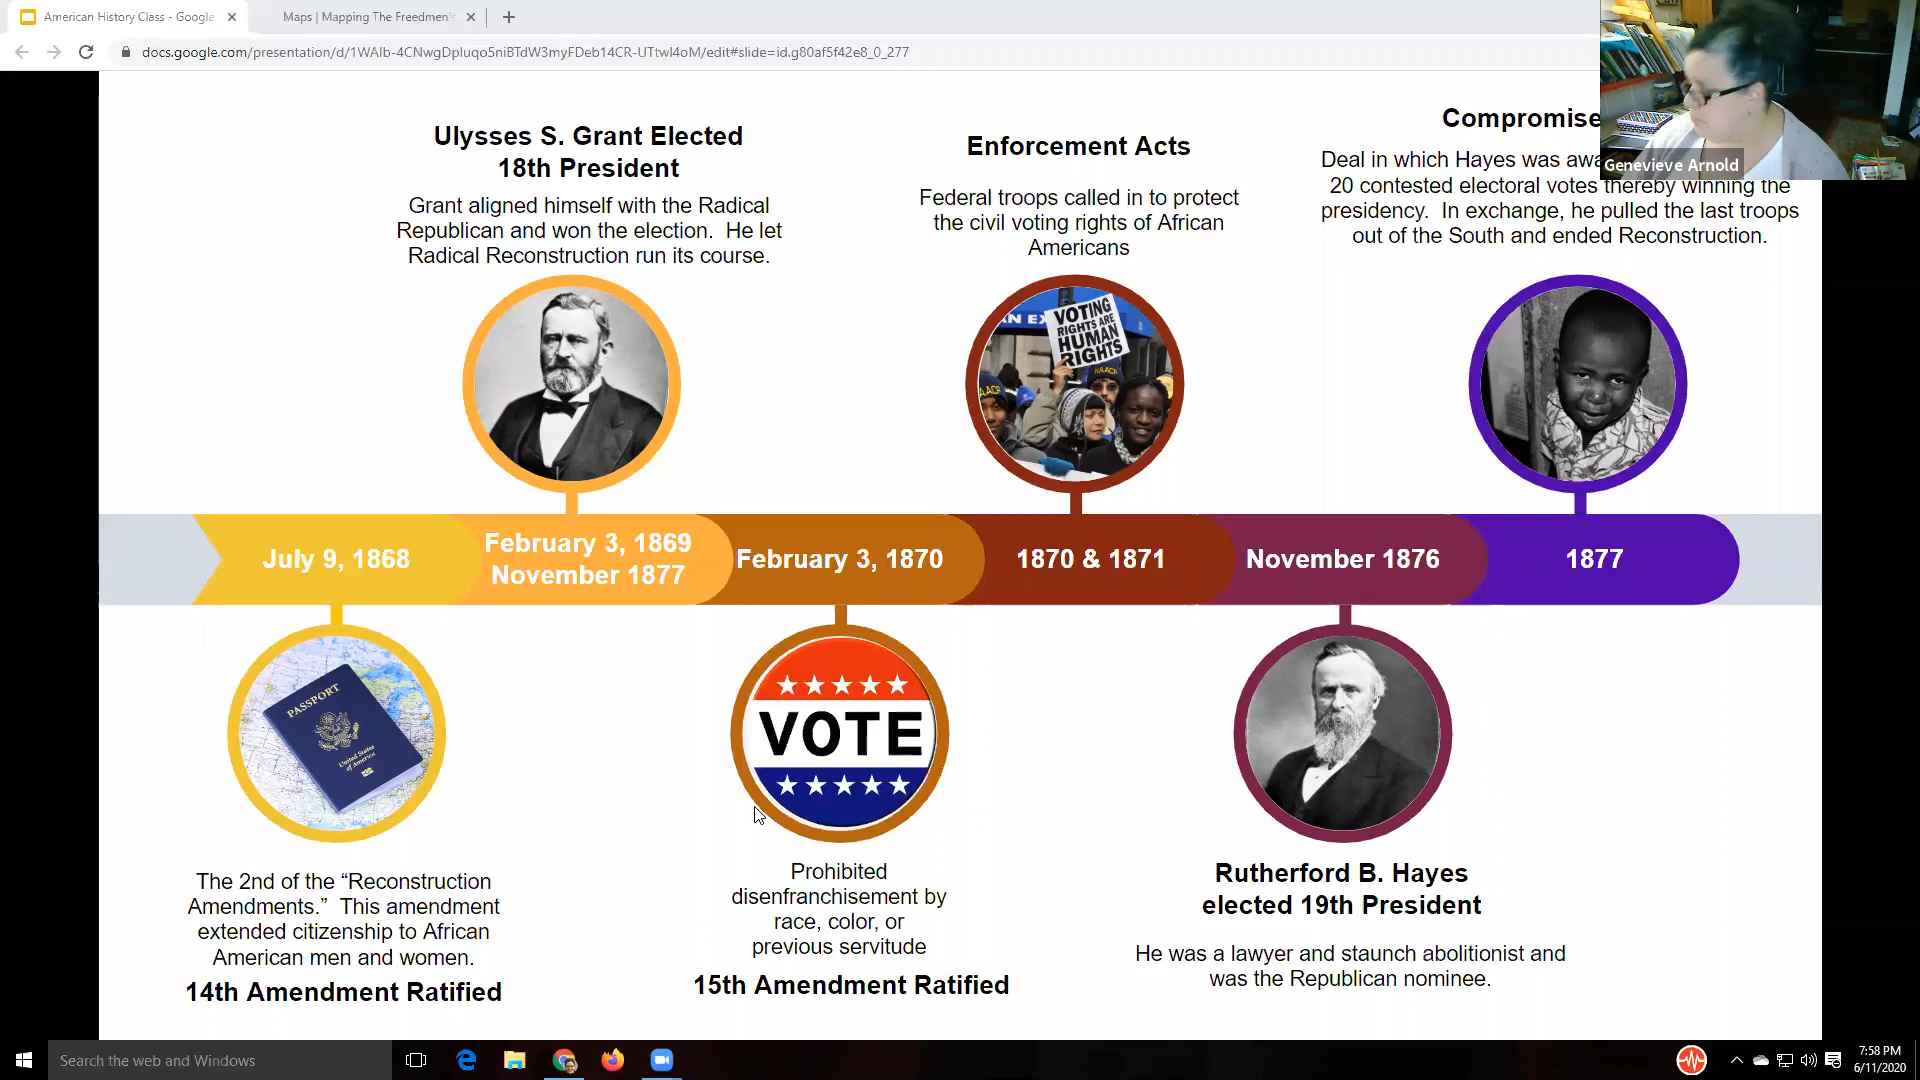 American History Class - Google
Maps | Mapping The Freedmen's
docs.google.com/presentation/d/1WAlb-4CNwgDpluqo5niBTdW3myFDeb14CR-UTtwl4oM/edit#slide=id.g80af5f42e8_0_277
Genevieve Arnold
Ulysses S. Grant Elected
18th President
Grant aligned himself with the Radical
Republican and won the election. He let
Radical Reconstruction run its course.
Enforcement Acts
Federal troops called in to protect
the civil voting rights of African
Americans
Compromise
Deal in which Hayes was
20 contested electoral votes thereby winning the
presidency. In exchange, he pulled the last troops
out of the South and ended Reconstruction.
AN EX
VOTING
RIGHTS ARE
HUMAN
RIGHTS
NAACP
NAACP
July 9, 1868
February 3, 1869
November 1877
February 3, 1870
1870 & 1871
November 1876
1877
PASSPORT
United States
of America
VOTE
The 2nd of the “Reconstruction
Amendments.” This amendment
extended citizenship to African
American men and women.
14th Amendment Ratified
Prohibited
disenfranchisement by
race, color, or
previous servitude
15th Amendment Ratified
Rutherford B. Hayes
elected 19th President
He was a lawyer and staunch abolitionist and
was the Republican nominee.
Search the web and Windows
7:58 PM
6/11/2020